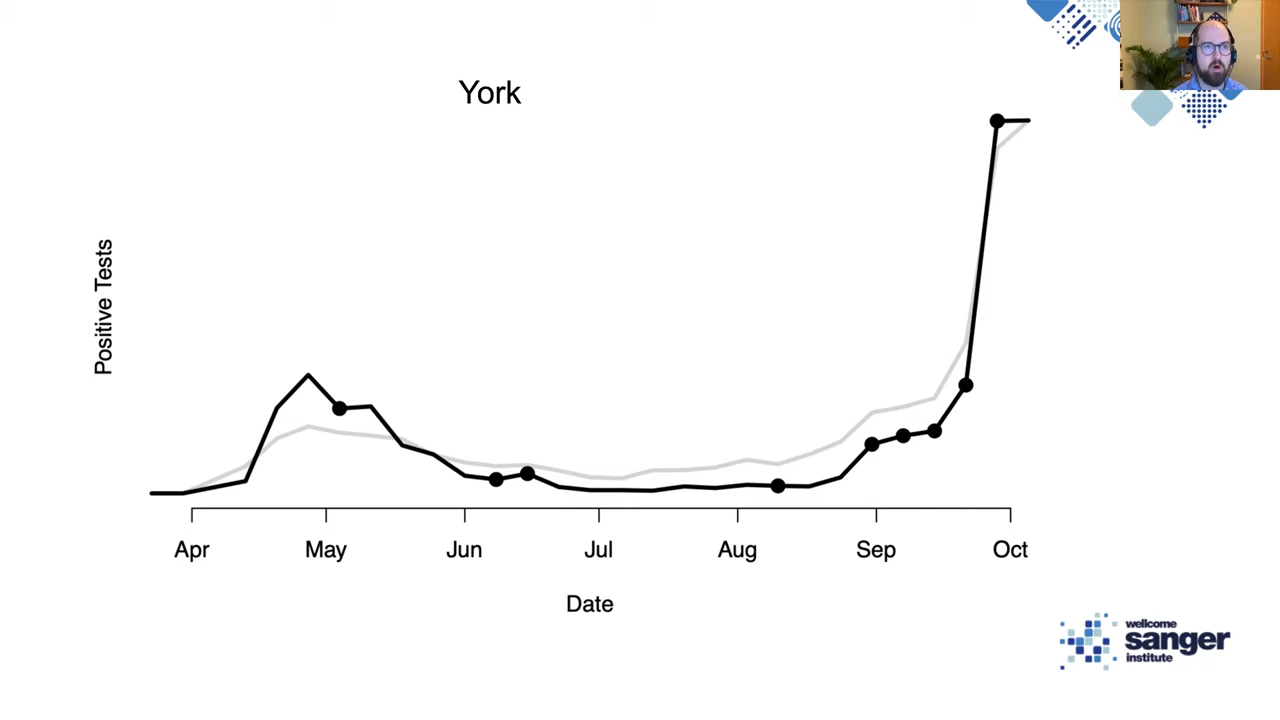 York
Positive Tests
Apr
May
Jun
Jul
Aug
Sep
Oct
Date
wellcome
sanger
institute